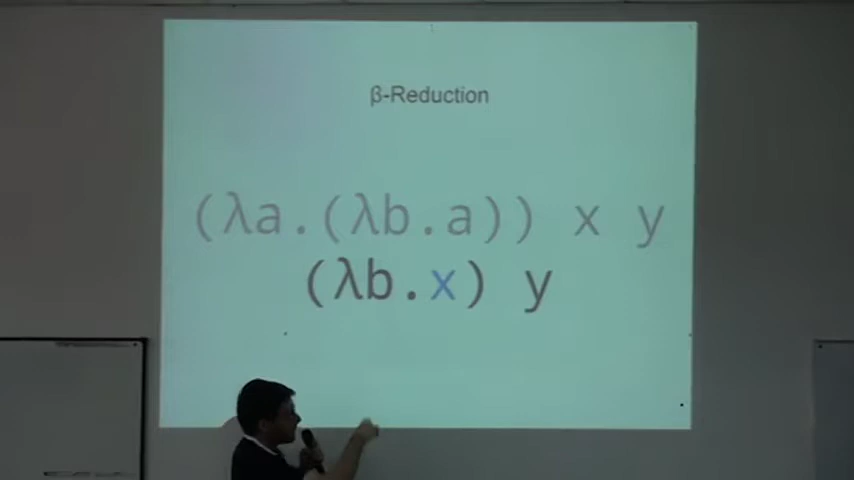 β-Reduction
(λa.(λb.a)) x y
(λb.x) y